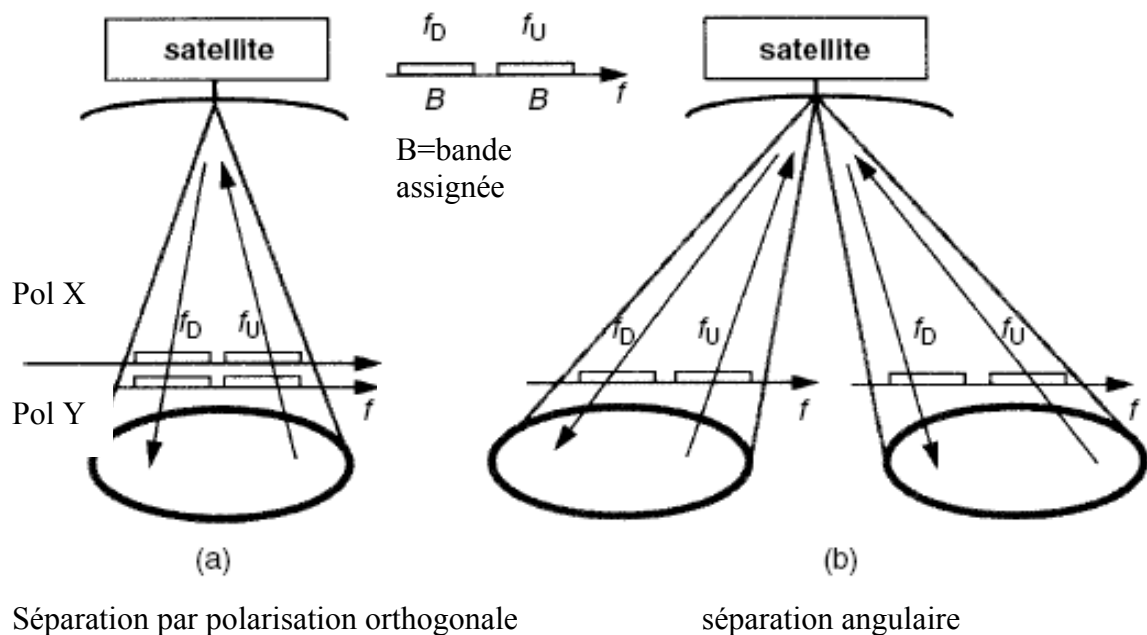 satellite
f_D f_U
B B f
B=bande
assignée
satellite
Pol X
f_D f_U
Pol Y
f
f_D f_U
f
f_D f_U
f
(a)
(b)
Séparation par polarisation orthogonale
séparation angulaire